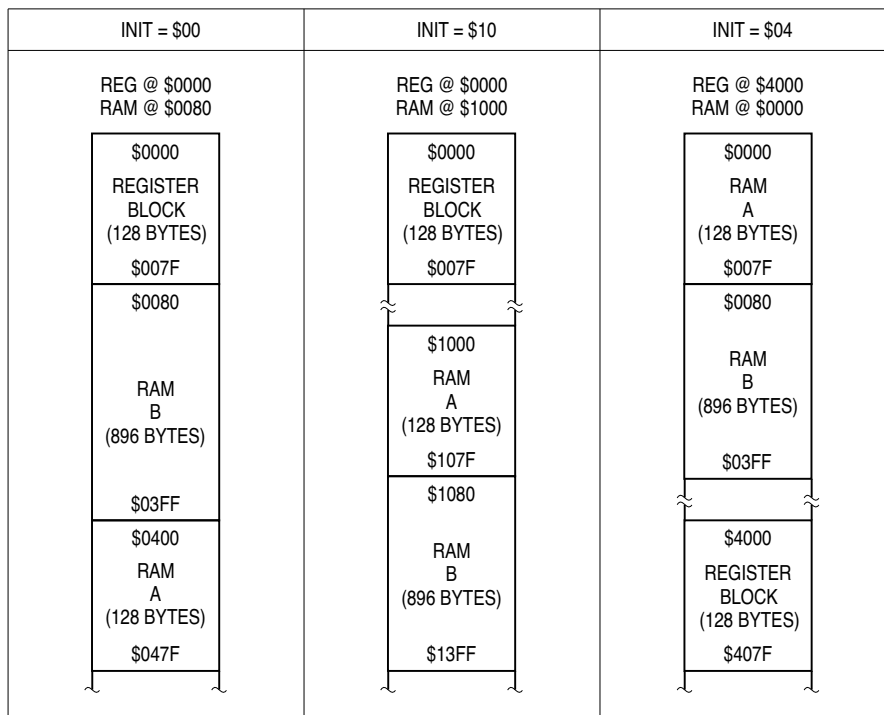 INIT = $00
REG @ $0000
RAM @ $0080
$0000
REGISTER
BLOCK
(128 BYTES)
$007F
$0080
RAM
B
(896 BYTES)
$03FF
$0400
RAM
A
(128 BYTES)
$047F
INIT = $10
REG @ $0000
RAM @ $1000
$0000
REGISTER
BLOCK
(128 BYTES)
$007F
$1000
RAM
A
(128 BYTES)
$107F
$1080
RAM
B
(896 BYTES)
$13FF
INIT = $04
REG @ $4000
RAM @ $0000
$0000
RAM
A
(128 BYTES)
$007F
$0080
RAM
B
(896 BYTES)
$03FF
$4000
REGISTER
BLOCK
(128 BYTES)
$407F